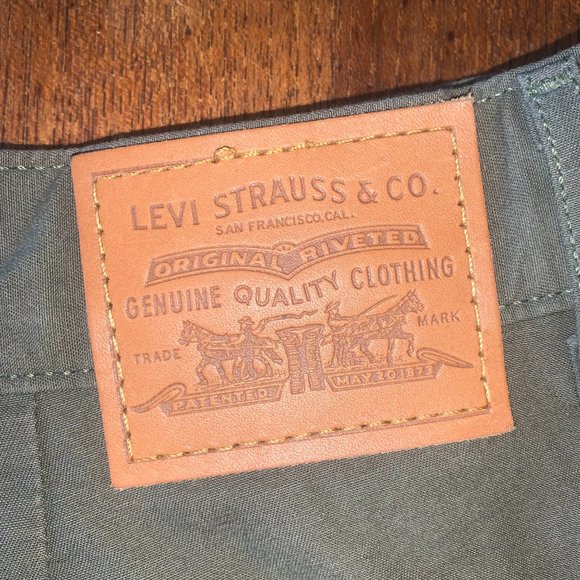 LEVI STRAUSS & CO.
SAN FRANCISCO, CAL.
ORIGINAL RIVETED
GENUINE QUALITY CLOTHING
TRADE MARK
PATENTED MAY 20 1873